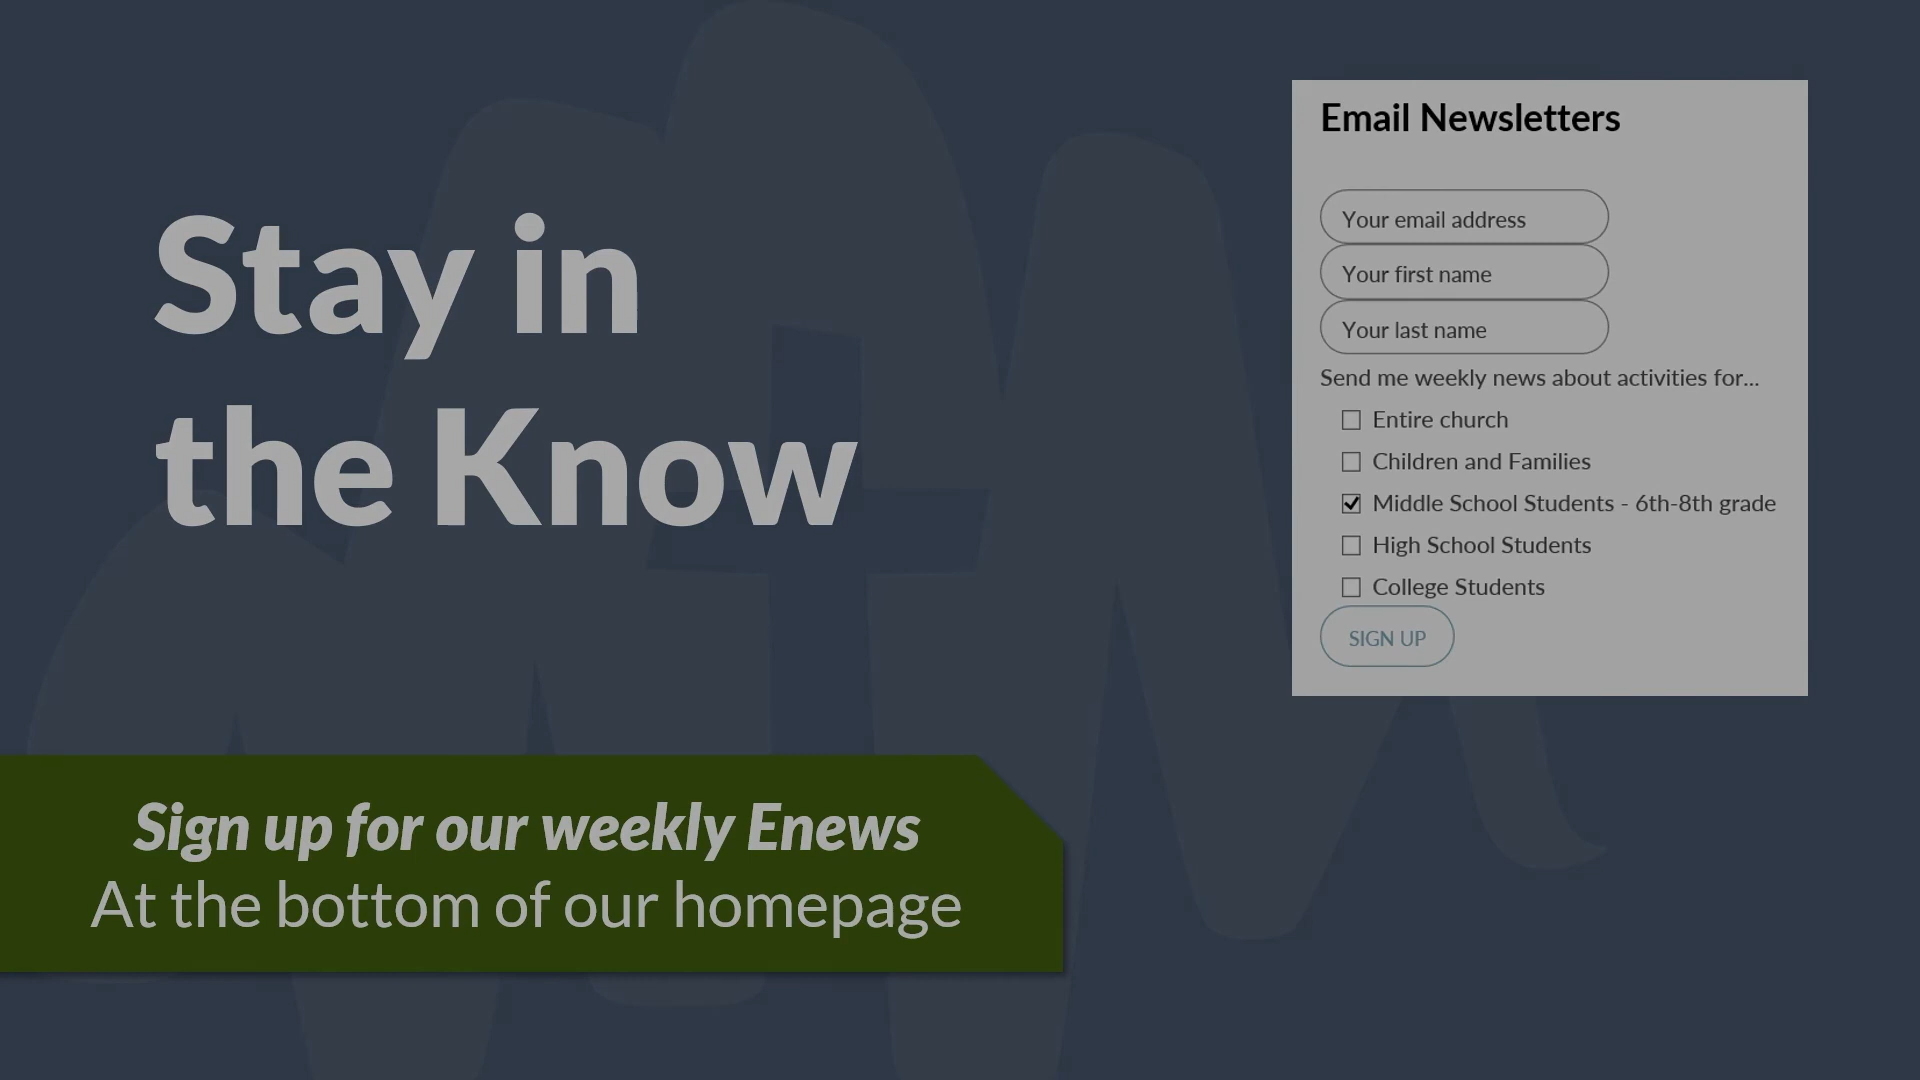 Stay in
the Know
Sign up for our weekly Enews
At the bottom of our homepage
Email Newsletters
Your email address
Your first name
Your last name
Send me weekly news about activities for...
Entire church
Children and Families
Middle School Students - 6th-8th grade
High School Students
College Students
SIGN UP